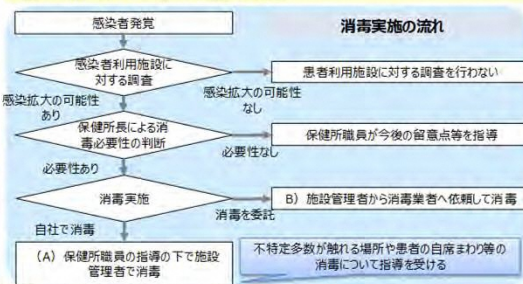 感染者発覚
消毒実施の流れ
感染者利用施設に
対する調査
患者利用施設に対する調査を行わない
感染拡大の可能性
なし
感染拡大の可能性
あり
保健所長による消
毒必要性の判断
保健所職員が今後の留意点等を指導
必要性なし
必要性あり
消毒実施
B）施設管理者から消毒業者へ依頼して消毒
消毒を委託
自社で消毒
（A）保健所職員の指導の下で施設
管理者で消毒
不特定多数が触れる場所や患者の自席まわり等の
消毒について指導を受ける